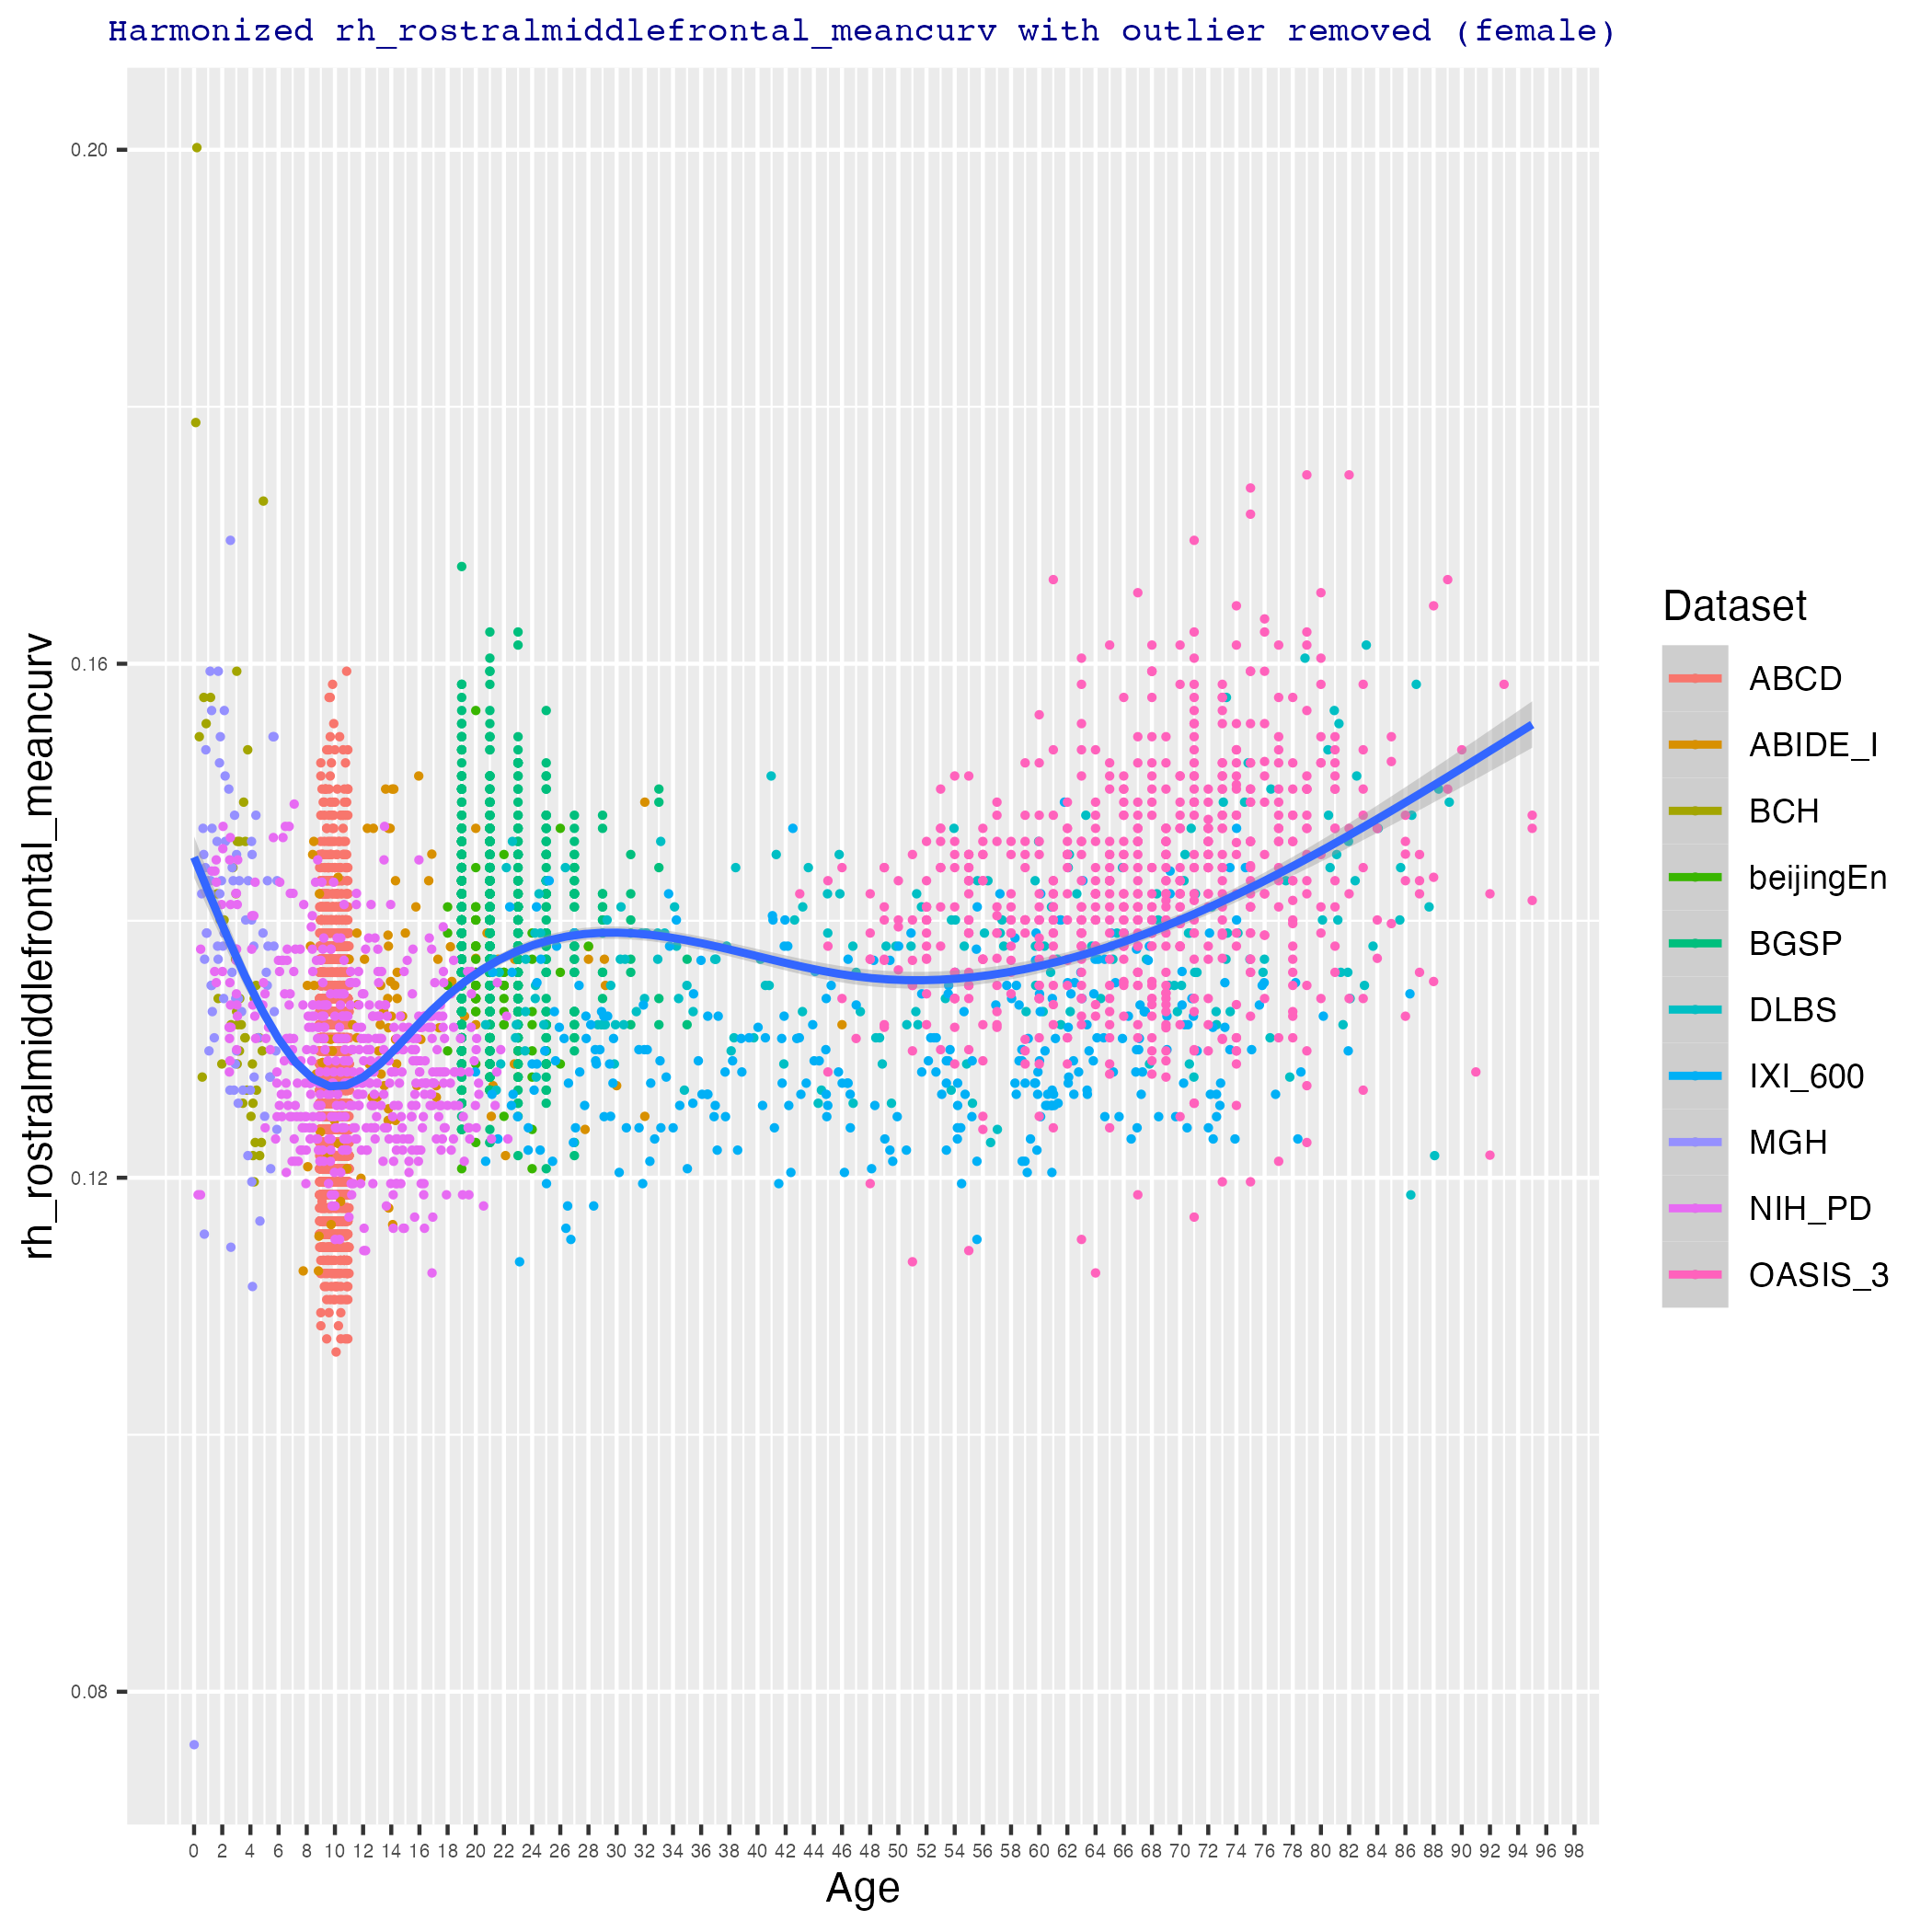 Harmonized rh_rostralmiddlefrontal_meancurv with outlier removed (female)
rh_rostralmiddlefrontal_meancurv
0.20
0.16
0.12
0.08
0 2 4 6 8 10 12 14 16 18 20 22 24 26 28 30 32 34 36 38 40 42 44 46 48 50 52 54 56 58 60 62 64 66 68 70 72 74 76 78 80 82 84 86 88 90 92 94 96 98
Age
Dataset
ABCD
ABIDE_I
BCH
beijingEn
BGSP
DLBS
IXI_600
MGH
NIH_PD
OASIS_3